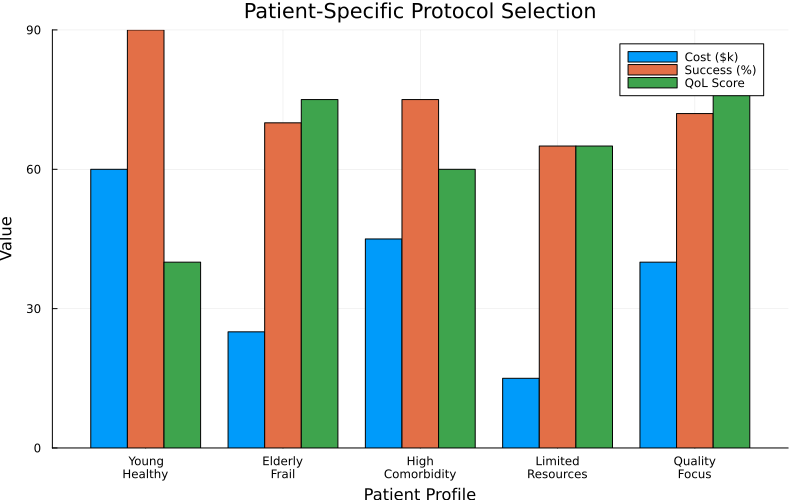 Patient-Specific Protocol Selection
90
60
30
0
Value
Cost ($k)
Success (%)
QoL Score
Young
Healthy
Elderly
Frail
High
Comorbidity
Limited
Resources
Quality
Focus
Patient Profile